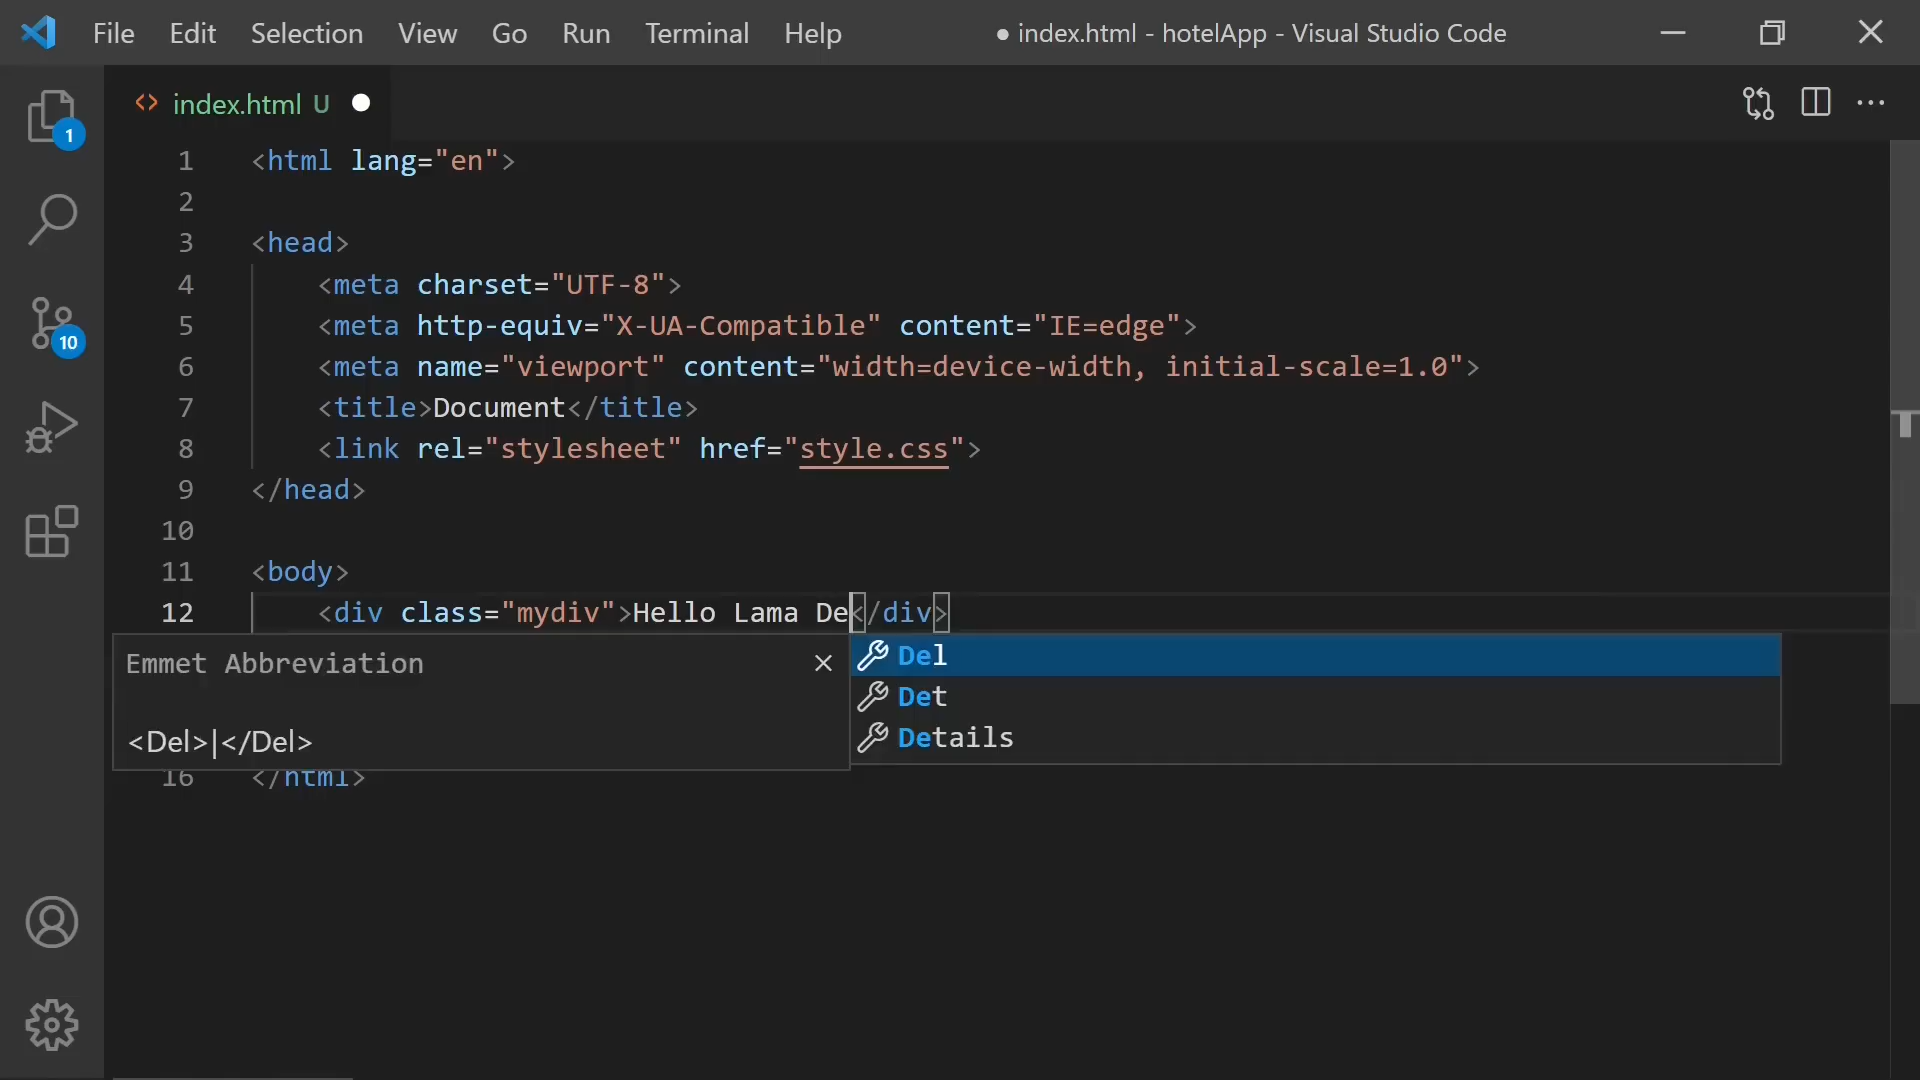 File Edit Selection View Go Run Terminal Help ● index.html - hotelApp - Visual Studio Code
index.html U
1
10
1 <html lang="en">
2
3 <head>
4 <meta charset="UTF-8">
5 <meta http-equiv="X-UA-Compatible" content="IE=edge">
6 <meta name="viewport" content="width=device-width, initial-scale=1.0">
7 <title>Document</title>
8 <link rel="stylesheet" href="style.css">
9 </head>
10
11 <body>
12 <div class="mydiv">Hello Lama De</div>
Emmet Abbreviation
<Del>|</Del>
Del
Det
Details
16 </html>